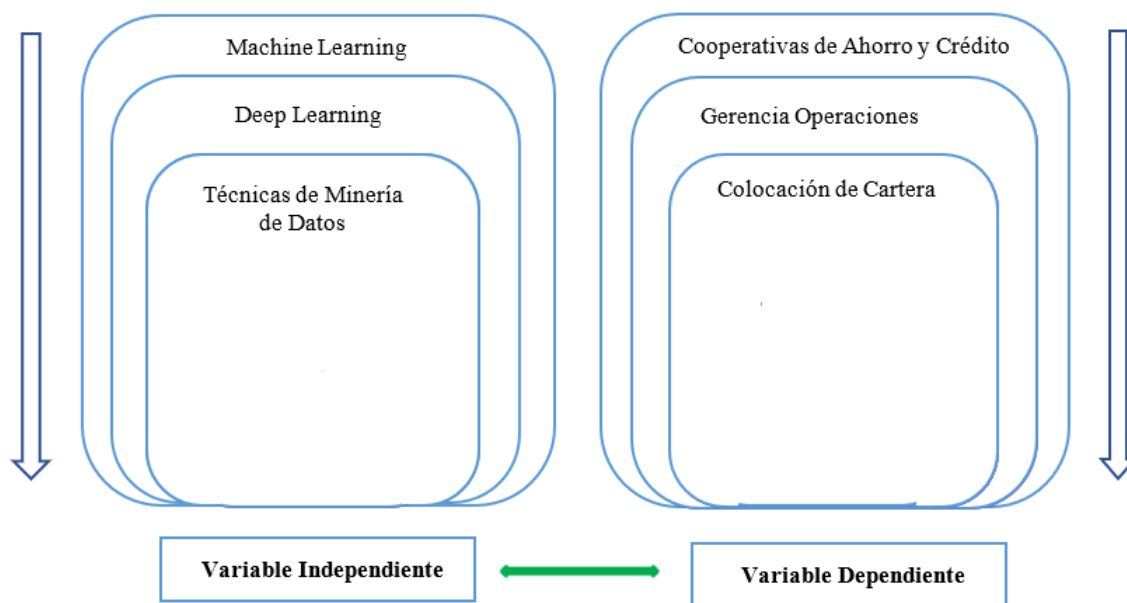 Machine Learning
Deep Learning
Técnicas de Minería
de Datos
Cooperativas de Ahorro y Crédito
Gerencia Operaciones
Colocación de Cartera
Variable Independiente
Variable Dependiente